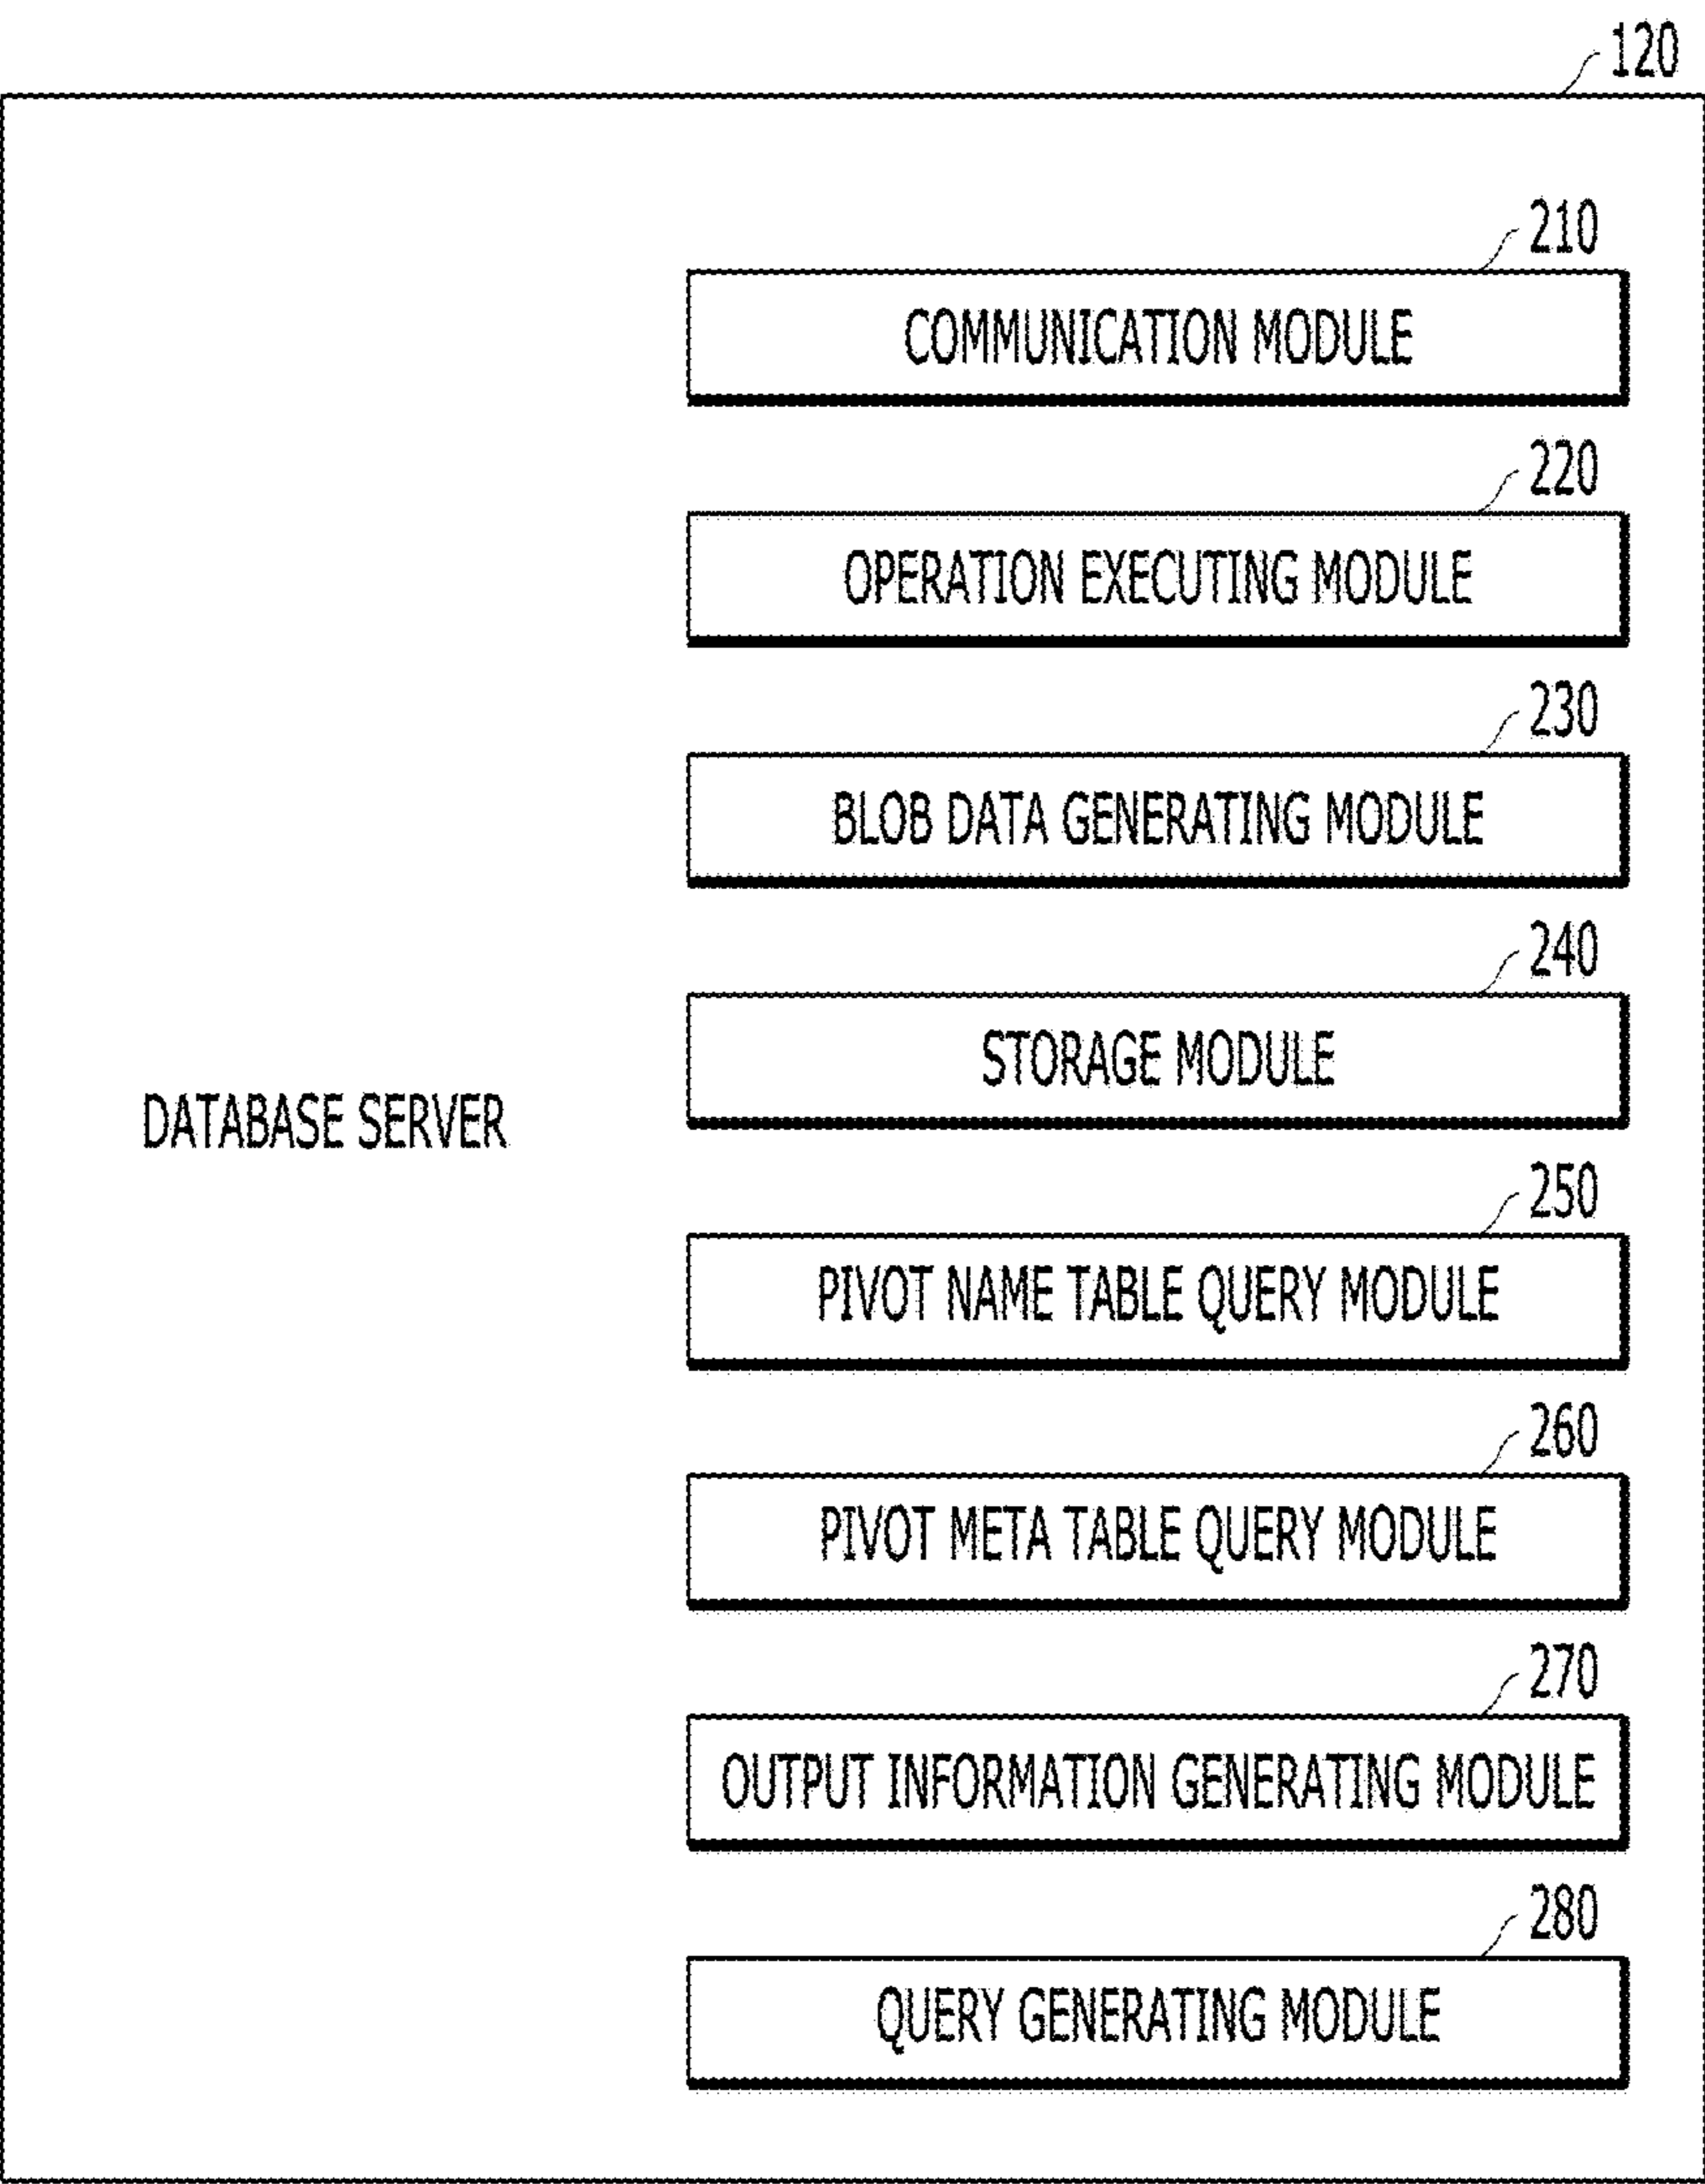 120
210
COMMUNICATION MODULE
220
OPERATION EXECUTING MODULE
230
BLOB DATA GENERATING MODULE
240
STORAGE MODULE
DATABASE SERVER
250
PIVOT NAME TABLE QUERY MODULE
260
PIVOT META TABLE QUERY MODULE
270
OUTPUT INFORMATION GENERATING MODULE
280
QUERY GENERATING MODULE